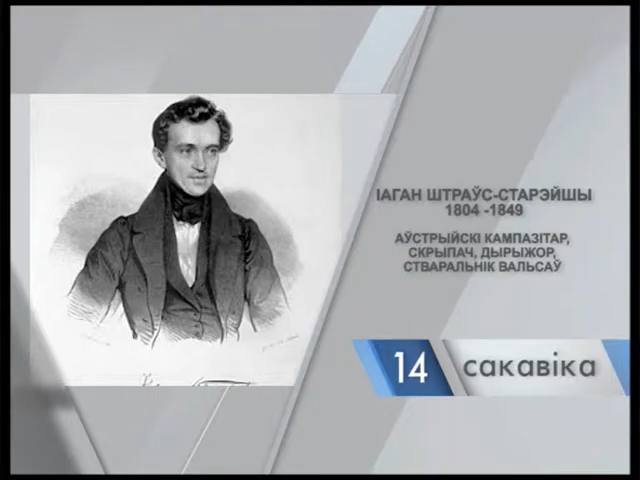 ІАГАН ШТРАЎС-СТАРЭЙШЫ
1804 -1849
АЎСТРЫЙСКІ КАМПАЗІТАР,
СКРЫПАЧ, ДЫРЫЖОР,
СТВАРАЛЬНІК ВАЛЬСАЎ
14 сакавіка